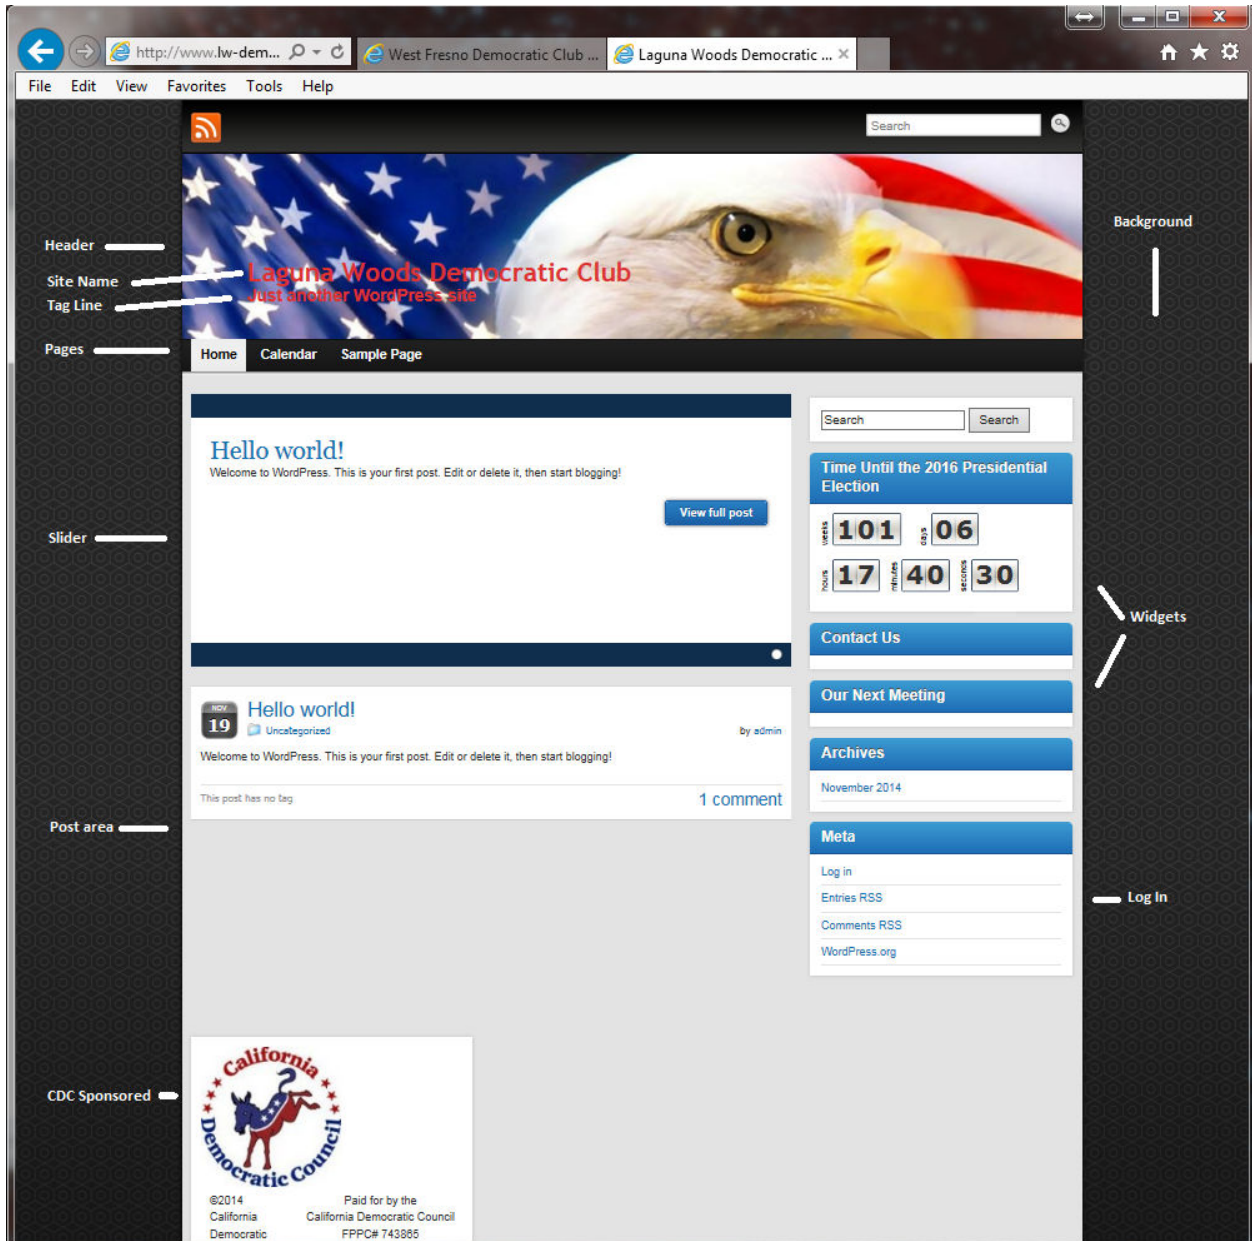 http://www.lw-dem...
West Fresno Democratic Club ...
Laguna Woods Democratic ...
File Edit View Favorites Tools Help
Search
Background
Header
Site Name
Tag Line
Laguna Woods Democratic Club
Just another WordPress site
Pages
Home Calendar Sample Page
Search Search
Hello world!
Welcome to WordPress. This is your first post. Edit or delete it, then start blogging!
View full post
Slider
Time Until the 2016 Presidential
Election
weeks 101 days 06
hours 17 minutes 40 seconds 30
Widgets
Contact Us
Our Next Meeting
NOV
19
Hello world!
Uncategorized
by admin
Welcome to WordPress. This is your first post. Edit or delete it, then start blogging!
This post has no tag
1 comment
Post area
Archives
November 2014
Meta
Log in
Entries RSS
Comments RSS
WordPress.org
Log In
CDC Sponsored
California
Democratic Council
©2014
California
Democratic
Paid for by the
California Democratic Council
FPPC# 743865